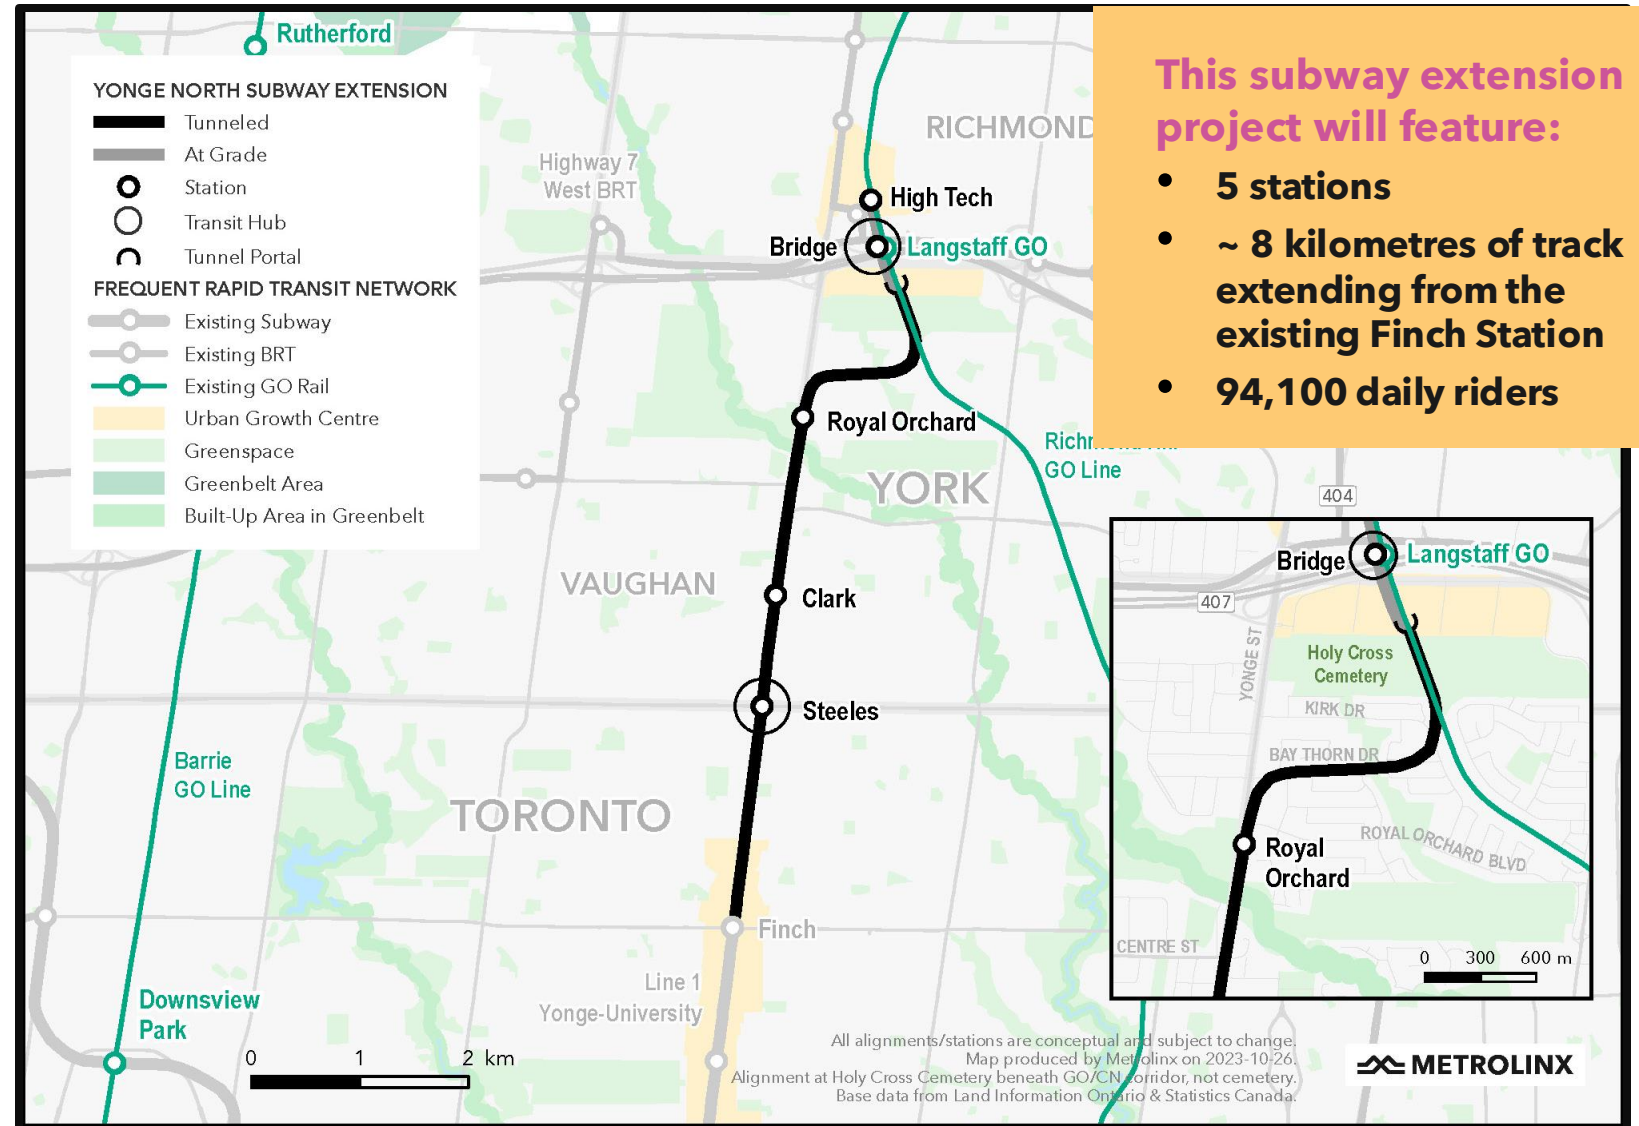 Rutherford
YONGE NORTH SUBWAY EXTENSION
Tunneled
At Grade
Station
Transit Hub
Tunnel Portal
FREQUENT RAPID TRANSIT NETWORK
Existing Subway
Existing BRT
Existing GO Rail
Urban Growth Centre
Greenspace
Greenbelt Area
Built-Up Area in Greenbelt
This subway extension
project will feature:
• 5 stations
• ~ 8 kilometres of track
extending from the
existing Finch Station
• 94,100 daily riders
RICHMOND
Highway 7
West BRT
High Tech
Bridge
Langstaff GO
Royal Orchard
YORK
GO Line
VAUGHAN
Clark
Steeles
Barrie
GO Line
TORONTO
Finch
Line 1
Yonge-University
Downsview
Park
0 1 2 km
404
Bridge
Langstaff GO
407
YONGE ST
Holy Cross
Cemetery
KIRK DR
BAY THORN DR
ROYAL ORCHARD BLVD
Royal
Orchard
CENTRE ST
0 300 600 m
All alignments/stations are conceptual and subject to change.
Map produced by Metrolinx on 2023-10-26.
Alignment at Holy Cross Cemetery beneath GO/CN corridor, not cemetery.
Base data from Land Information Ontario & Statistics Canada.
METROLINX